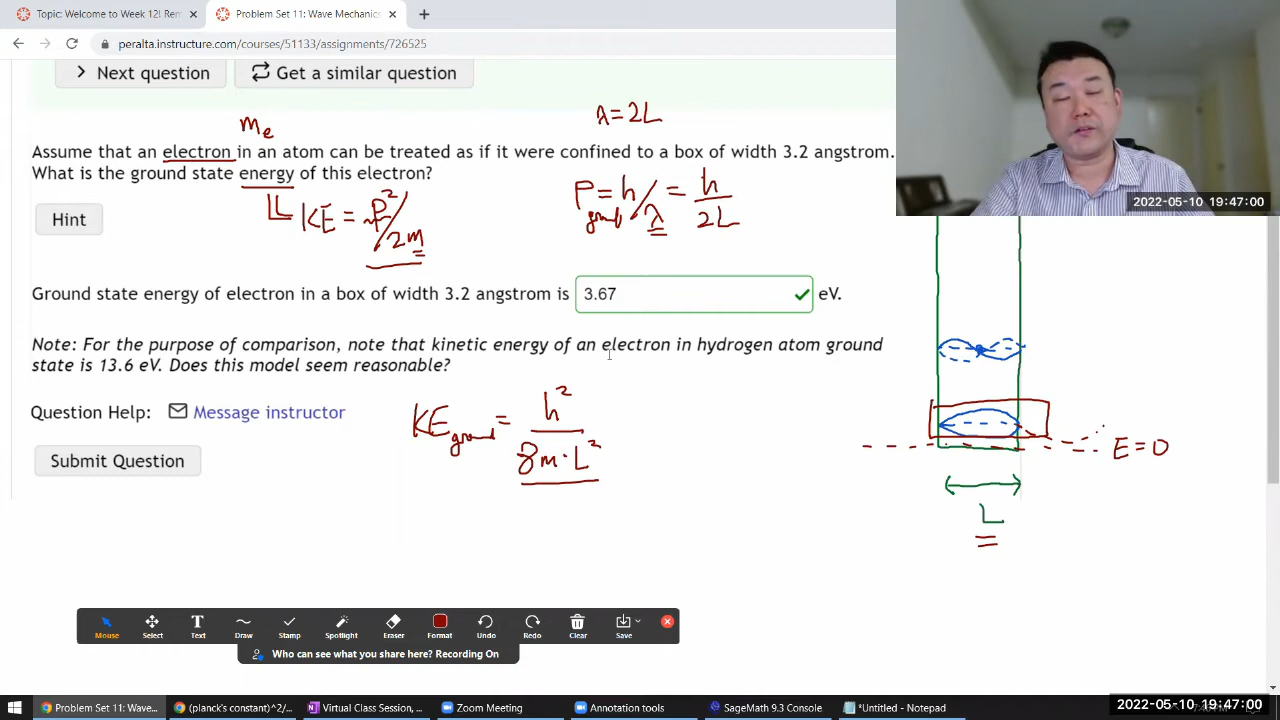 Topic: Week 12! Rem
Problem Set 11: Wave Mechanics
peralta.instructure.com/courses/51133/assignments/726525
Next question
Get a similar question
λ = 2L
m_e
Assume that an electron in an atom can be treated as if it were confined to a box of width 3.2 angstrom.
What is the ground state energy of this electron?
KE = P²/2m
P_ground = h/λ = h/2L
Hint
2022-05-10 19:47:00
Ground state energy of electron in a box of width 3.2 angstrom is 3.67 eV.
Note: For the purpose of comparison, note that kinetic energy of an electron in hydrogen atom ground
state is 13.6 eV. Does this model seem reasonable?
Question Help: Message instructor
KE_ground = h²/8m·L²
E = 0
Submit Question
L
Mouse Select Text Draw Stamp Spotlight Eraser Format Undo Redo Clear Save
Who can see what you share here? Recording On
Problem Set 11: Wave...
(planck's constant)^2/...
Virtual Class Session, ...
Zoom Meeting
Annotation tools
SageMath 9.3 Console
*Untitled - Notepad
2022-05-10 19:47:00